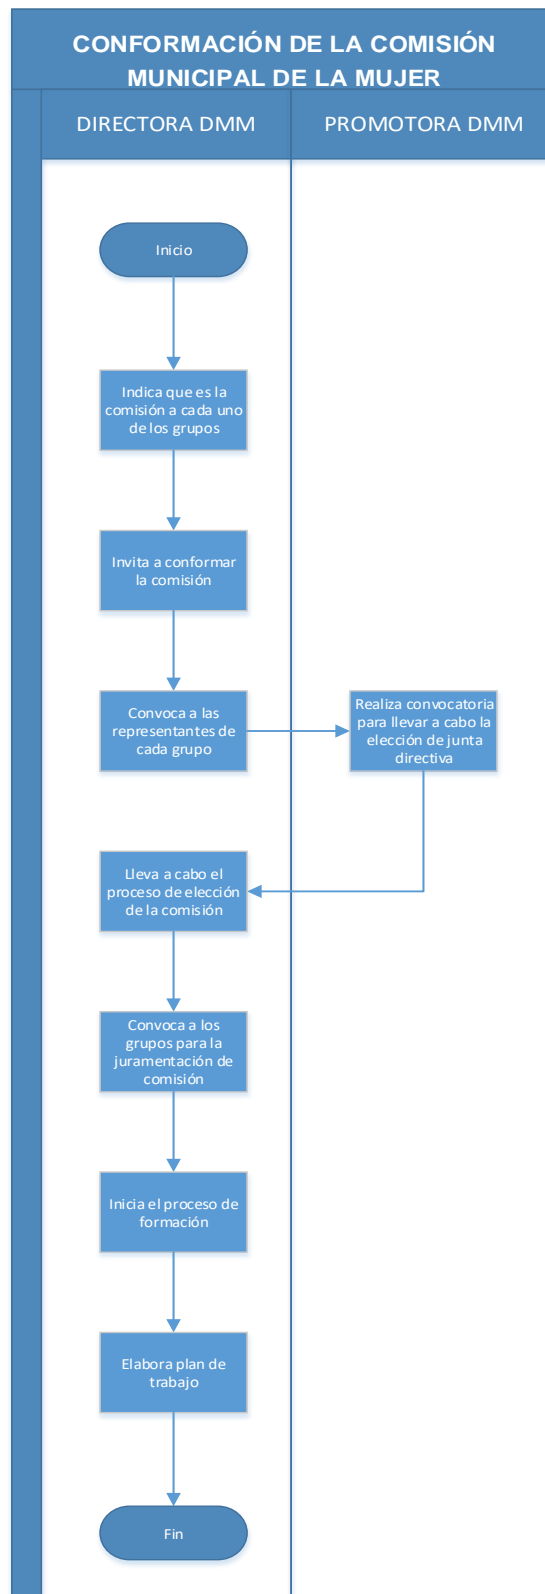 CONFORMACIÓN DE LA COMISIÓN
MUNICIPAL DE LA MUJER
DIRECTORA DMM
PROMOTORA DMM
Inicio
Indica que es la
comisión a cada uno
de los grupos
Invita a conformar
la comisión
Convoca a las
representantes de
cada grupo
Realiza convocatoria
para llevar a cabo la
elección de junta
directiva
Lleva a cabo el
proceso de elección
de la comisión
Convoca a los
grupos para la
juramentación de
comisión
Inicia el proceso de
formación
Elabora plan de
trabajo
Fin